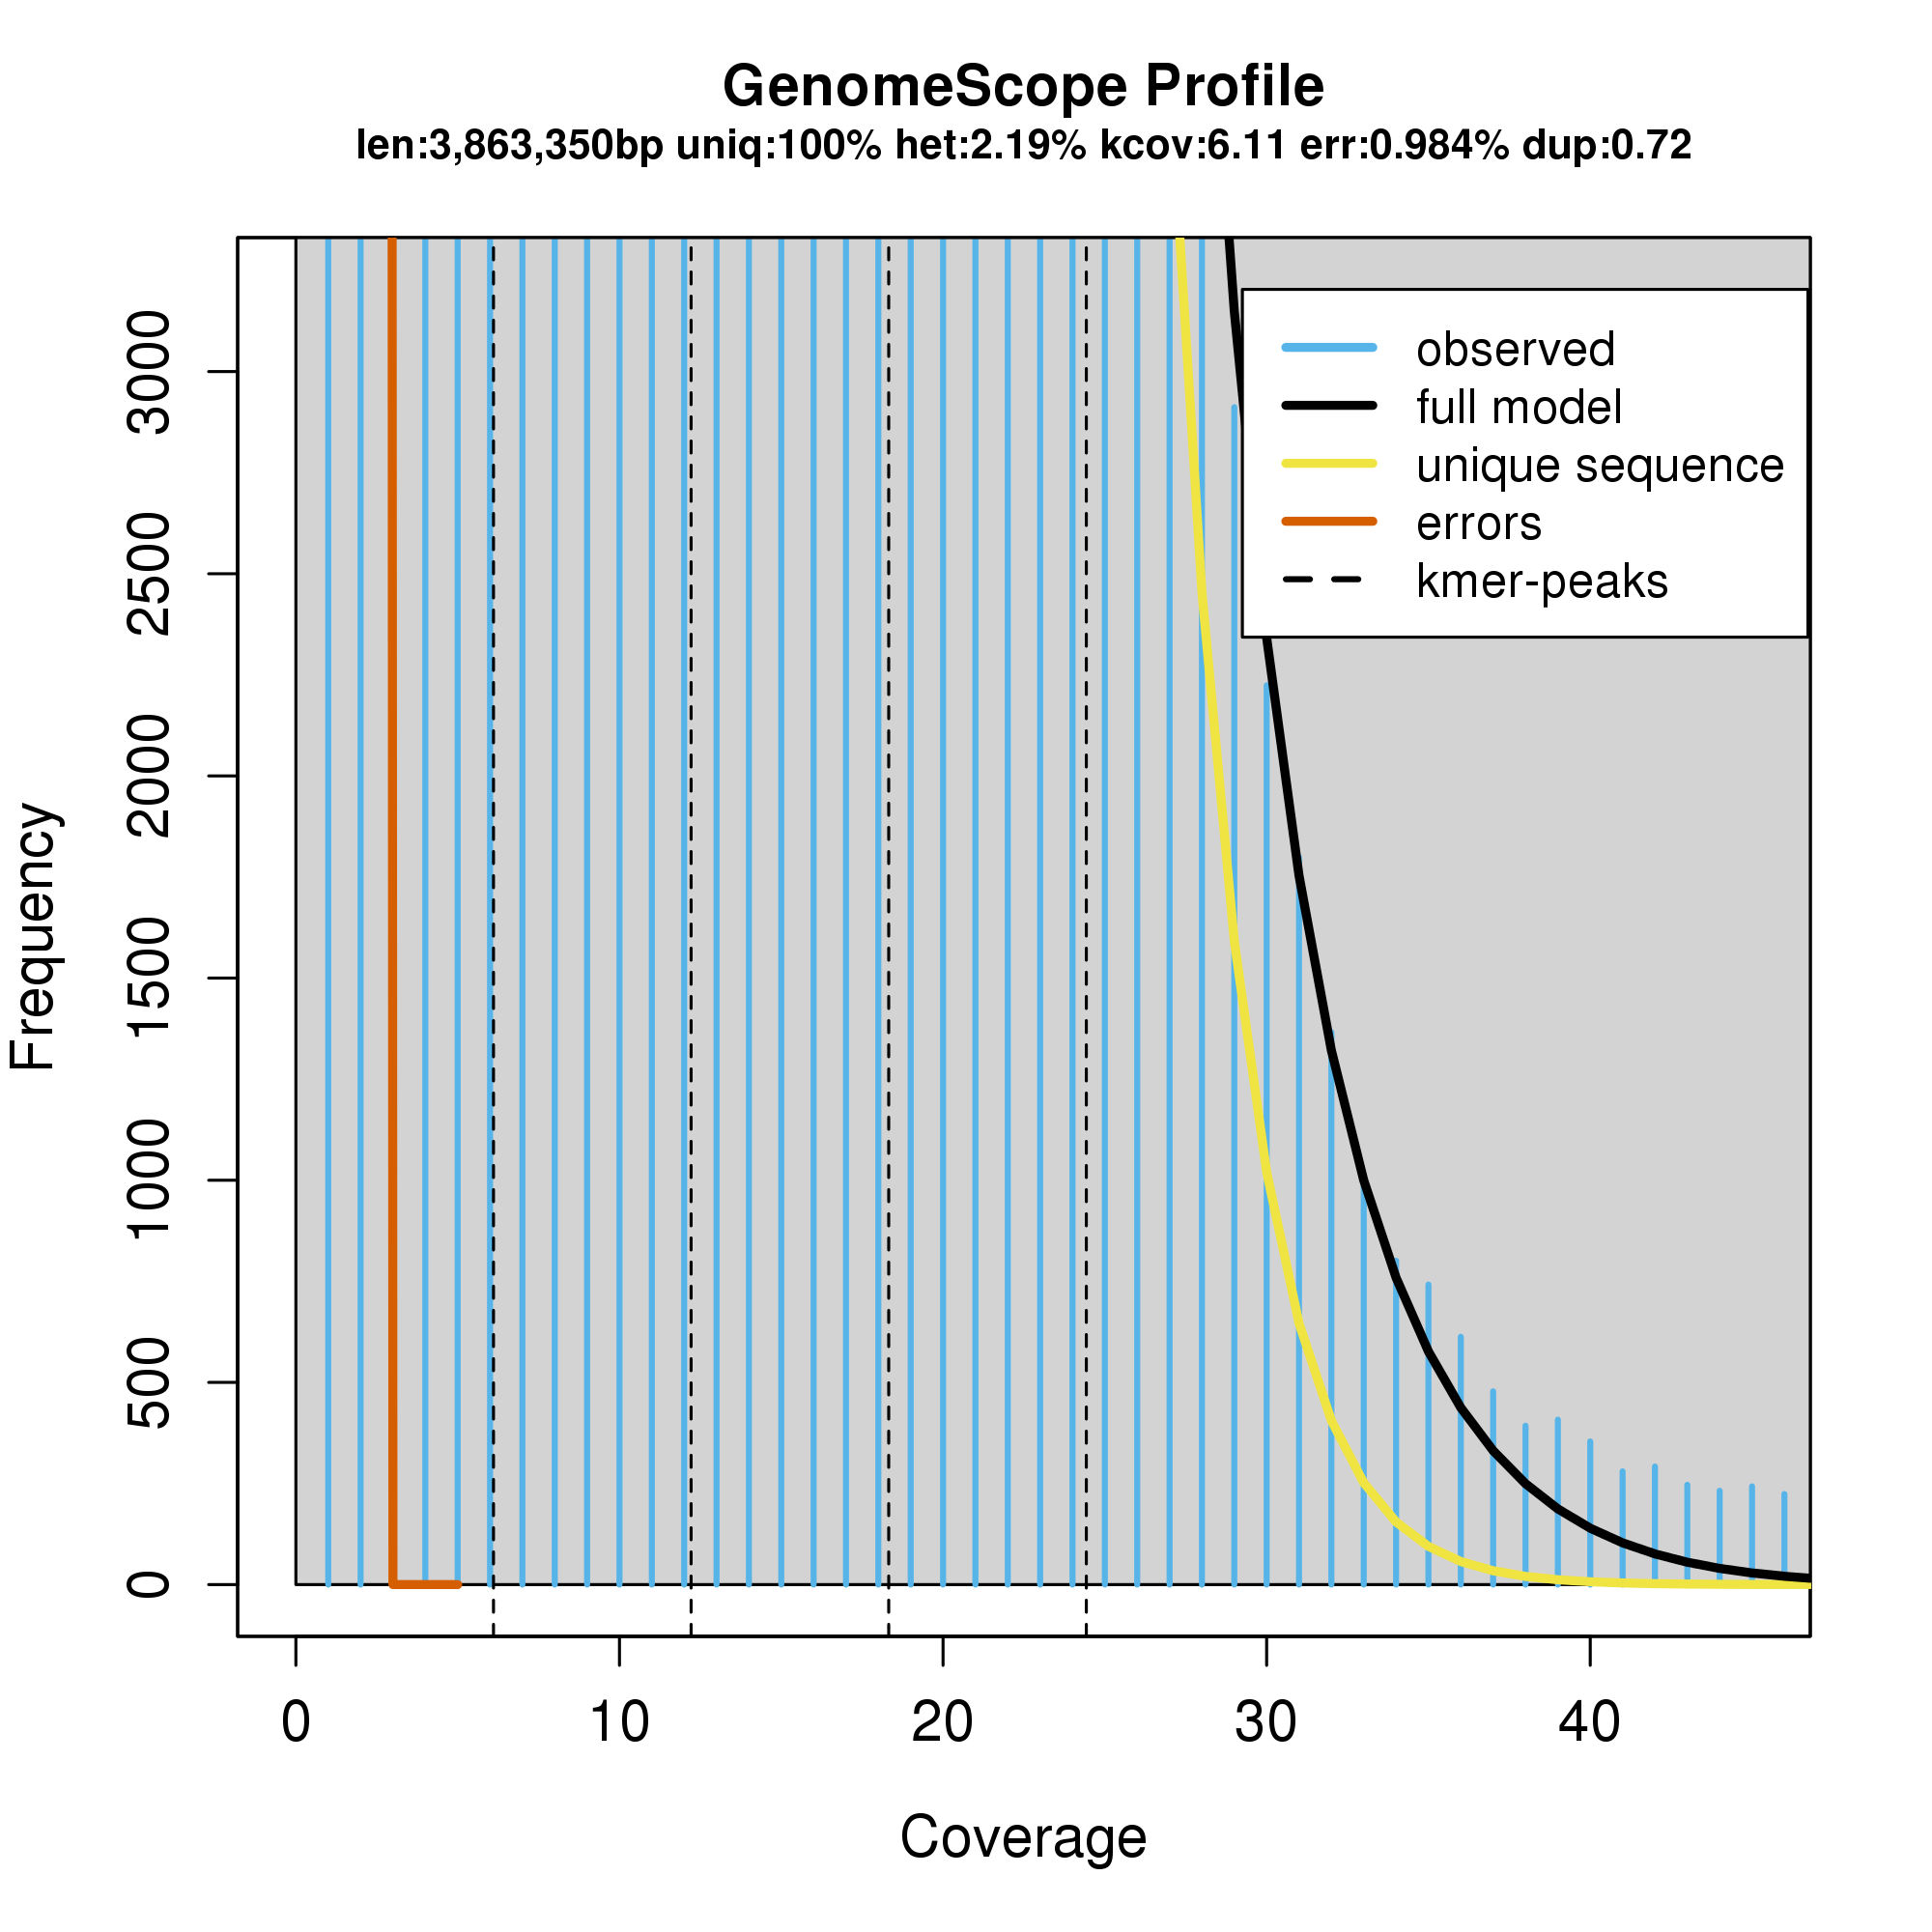 GenomeScope Profile
len:3,863,350bp uniq:100% het:2.19% kcov:6.11 err:0.984% dup:0.72
observed
full model
unique sequence
errors
kmer-peaks
Frequency
3000
2500
2000
1500
1000
500
0
0 10 20 30 40
Coverage